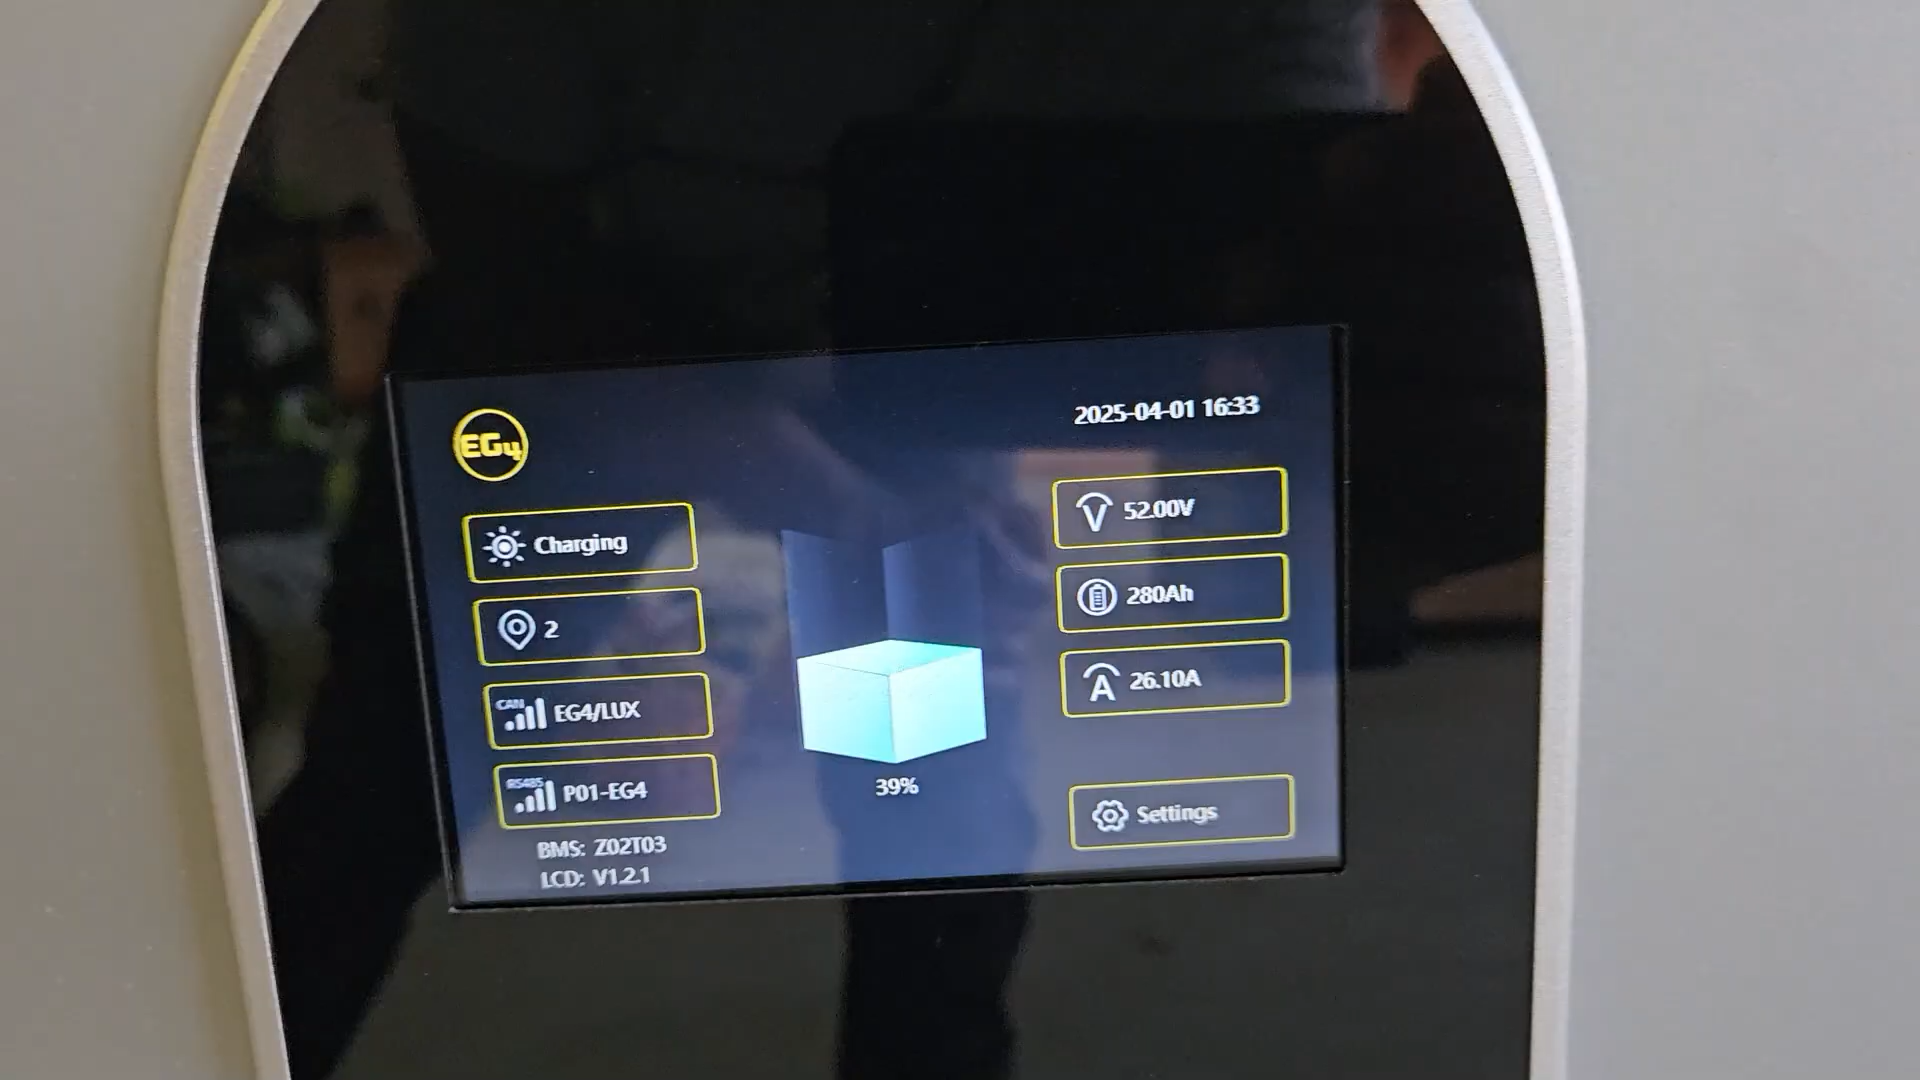 EG4
2025-04-01 16:33
Charging
2
CAN
EG4/LUX
RS485
P01-EG4
BMS: Z02T03
LCD: V1.2.1
39%
V
52.00V
280Ah
A
26.10A
Settings